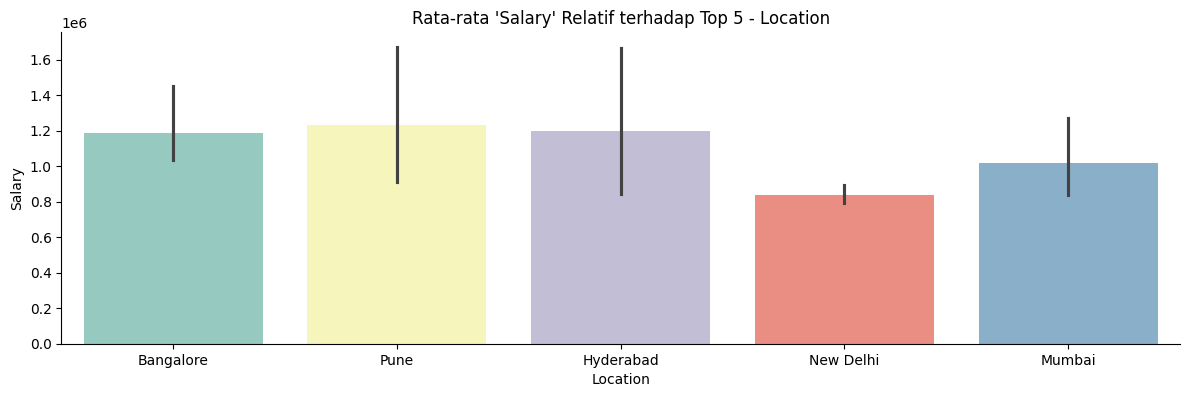 Rata-rata 'Salary' Relatif terhadap Top 5 - Location
1e6
1.6
1.4
1.2
1.0
0.8
0.6
0.4
0.2
0.0
Salary
Bangalore Pune Hyderabad New Delhi Mumbai
Location